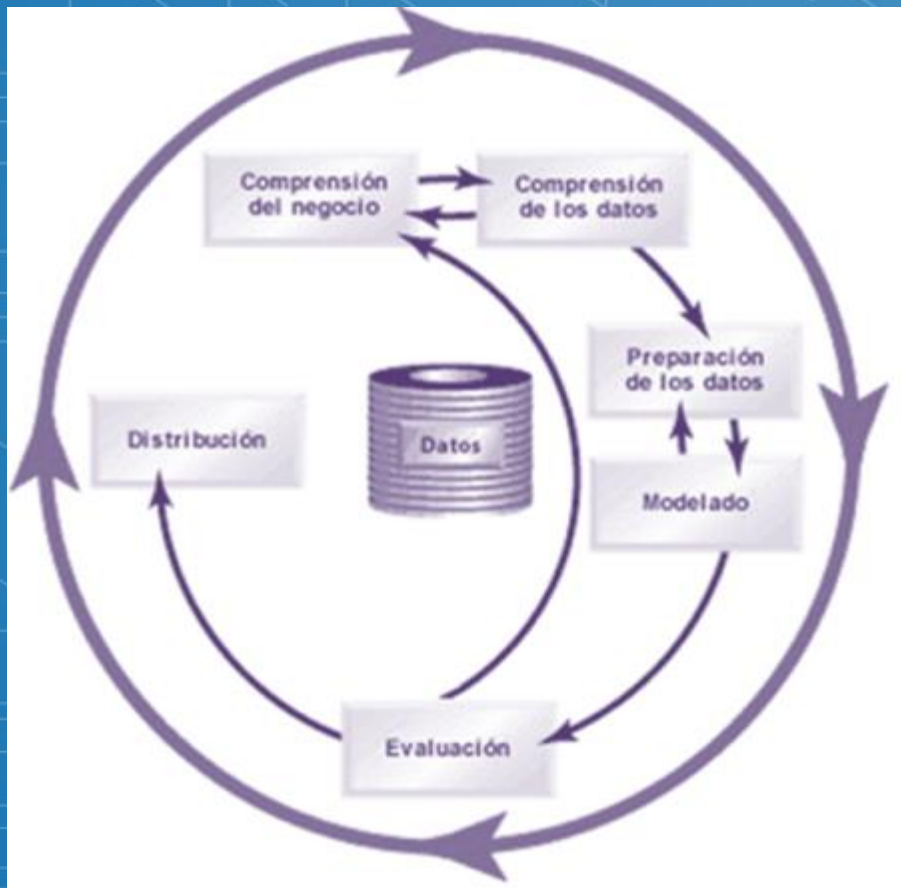 Comprensión
del negocio
Comprensión
de los datos
Preparación
de los datos
Distribución
Datos
Modelado
Evaluación